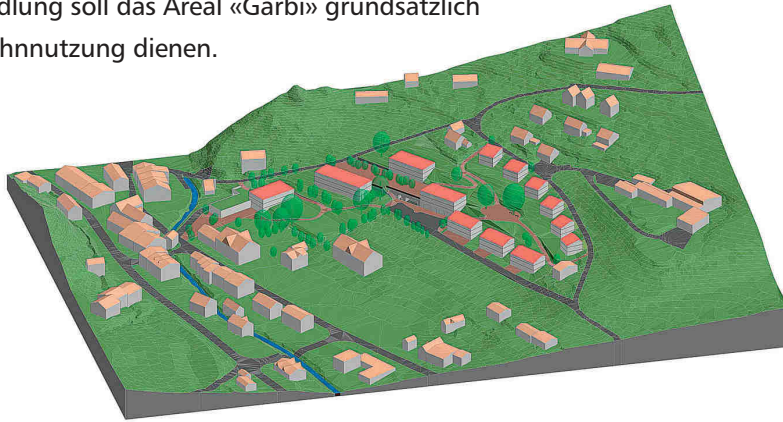 dlung soll das Areal «Garbi» grundsätzlich
hnnutzung dienen.